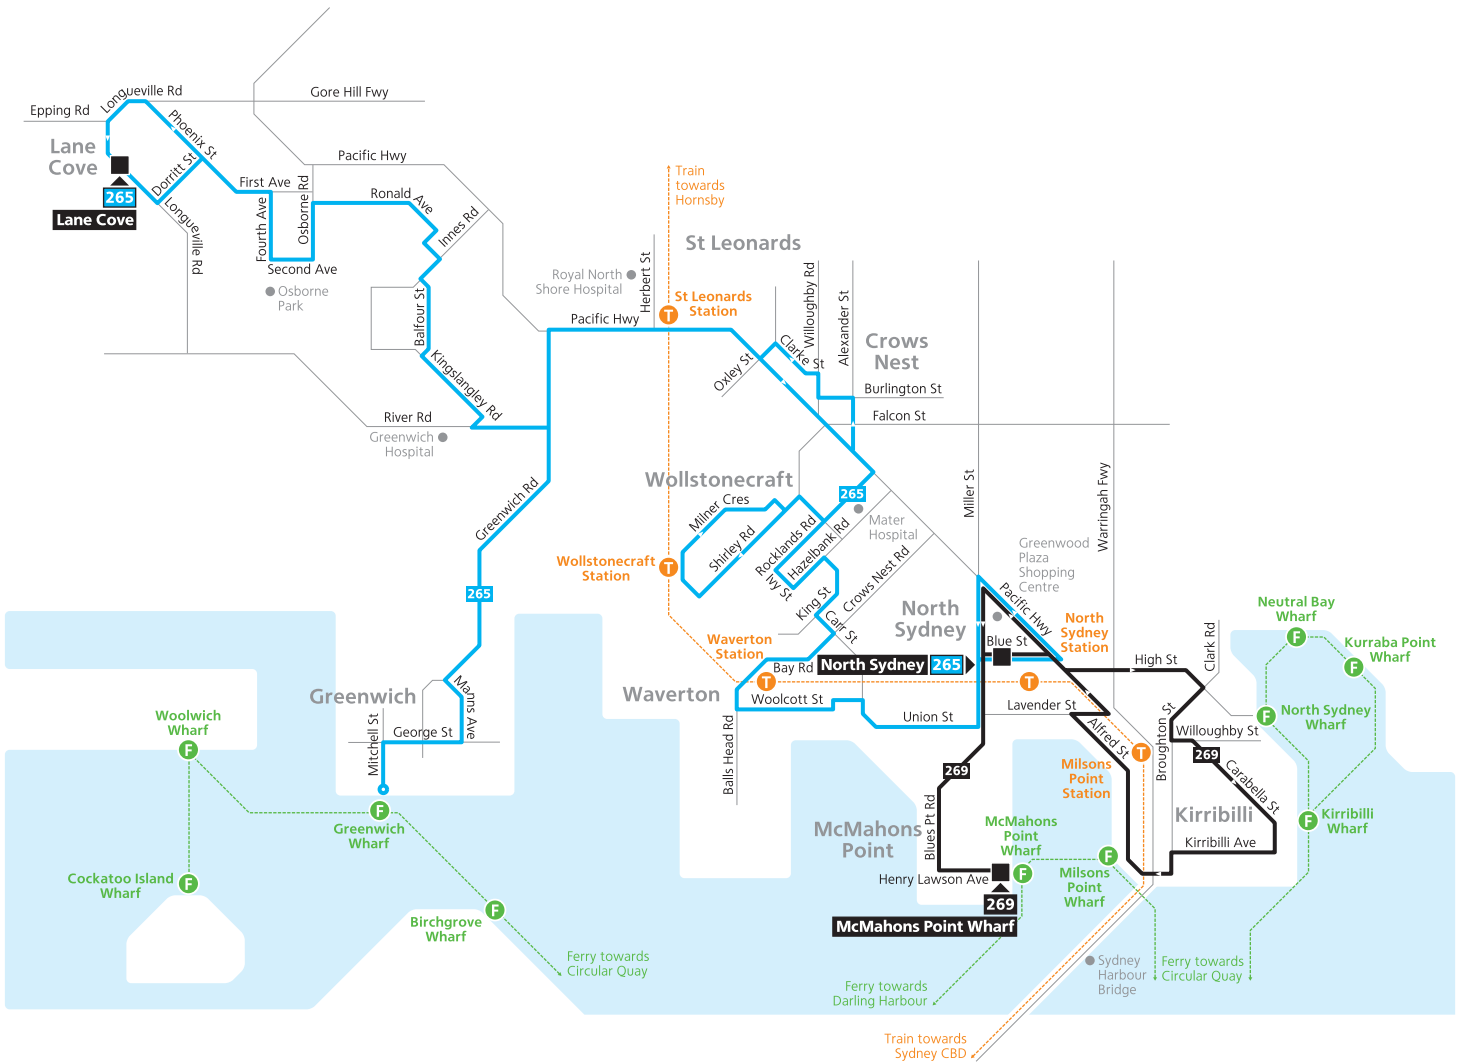 Longueville Rd
Gore Hill Fwy
Epping Rd
Phoenix St
Lane
Cove
Dorritt St
Pacific Hwy
265
Lane Cove
First Ave
Osborne Rd
Fourth Ave
Longueville Rd
Second Ave
Ronald Ave
Innes Rd
Osborne
Park
Balfour St
Kingslangley Rd
River Rd
Greenwich
Hospital
Train
towards
Hornsby
St Leonards
Royal North
Shore Hospital
Herbert St
St Leonards
Station
Pacific Hwy
Willoughby Rd
Alexander St
Crows
Nest
Clarke St
Oxley St
Burlington St
Falcon St
Wollstonecraft
265
Milner Cres
Shirley Rd
Rocklands Rd
Hazelbank Rd
Ivy St
Mater
Hospital
Miller St
Warringah Fwy
Greenwich Rd
Wollstonecraft
Station
King St
Crows Nest Rd
Carr St
Greenwood
Plaza
Shopping
Centre
265
North
Sydney
Pacific Hwy
North
Sydney
Station
Blue St
Waverton
Station
Bay Rd
North Sydney
265
Waverton
Woolcott St
Union St
Lavender St
High St
Clark Rd
Neutral Bay
Wharf
Kurraba Point
Wharf
North Sydney
Wharf
Greenwich
Manns Ave
Mitchell St
George St
Woolwich
Wharf
Balls Head Rd
Alfred St
Broughton St
Willoughby St
269
269
Carabella St
Milsons
Point
Station
Kirribilli
Kirribilli
Wharf
Kirribilli Ave
McMahons
Point
Blues Pt Rd
McMahons
Point
Wharf
Milsons
Point
Wharf
Henry Lawson Ave
269
McMahons Point Wharf
Greenwich
Wharf
Cockatoo Island
Wharf
Birchgrove
Wharf
Ferry towards
Circular Quay
Ferry towards
Darling Harbour
Sydney
Harbour
Bridge
Ferry towards
Circular Quay
Train towards
Sydney CBD
T
T
T
T
T
F
F
F
F
F
F
F
F
F
F